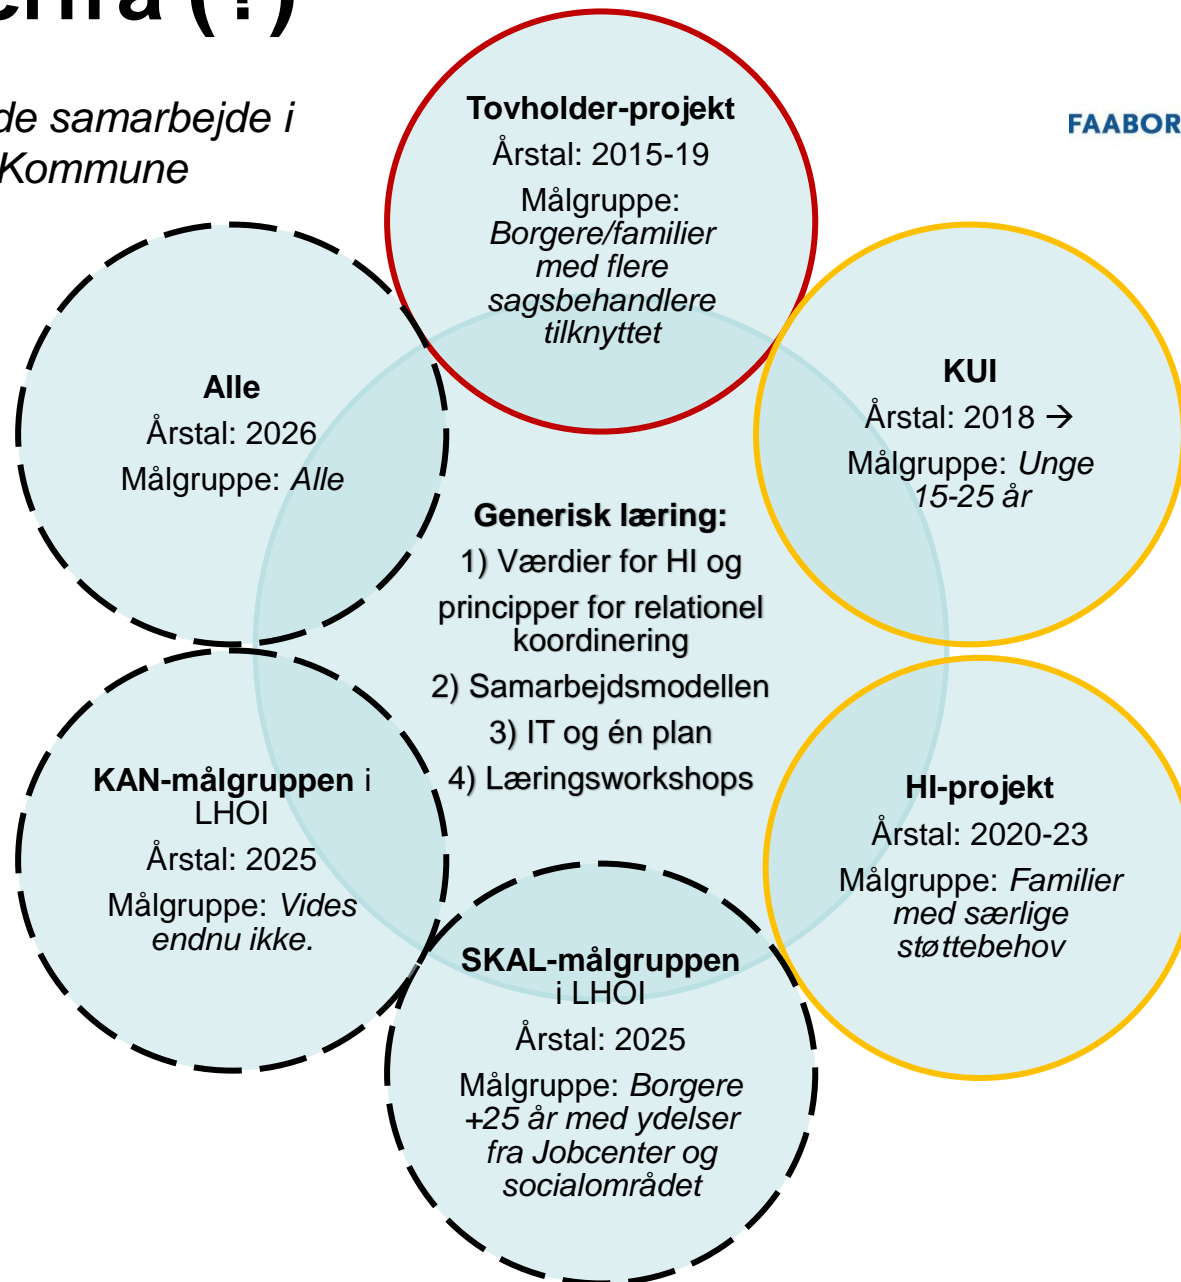 (?)
de samarbejde i
Kommune
FAABOR
Tovholder-projekt
Årstal: 2015-19
Målgruppe:
Borgere/familier
med flere
sagsbehandlere
tilknyttet
KUI
Årstal: 2018 →
Målgruppe: Unge
15-25 år
HI-projekt
Årstal: 2020-23
Målgruppe: Familier
med særlige
støttebehov
SKAL-målgruppen
i LHOI
Årstal: 2025
Målgruppe: Borgere
+25 år med ydelser
fra Jobcenter og
socialområdet
KAN-målgruppen i
LHOI
Årstal: 2025
Målgruppe: Vides
endnu ikke.
Alle
Årstal: 2026
Målgruppe: Alle
Generisk læring:
1) Værdier for HI og
principper for relationel
koordinering
2) Samarbejdsmodellen
3) IT og én plan
4) Læringsworkshops